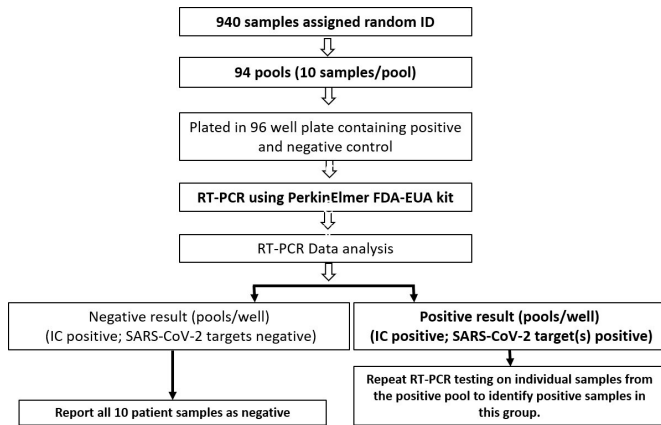 940 samples assigned random ID
94 pools (10 samples/pool)
Plated in 96 well plate containing positive
and negative control
RT-PCR using PerkinElmer FDA-EUA kit
RT-PCR Data analysis
Negative result (pools/well)
(IC positive; SARS-CoV-2 targets negative)
Positive result (pools/well)
(IC positive; SARS-CoV-2 target(s) positive)
Report all 10 patient samples as negative
Repeat RT-PCR testing on individual samples from
the positive pool to identify positive samples in
this group.